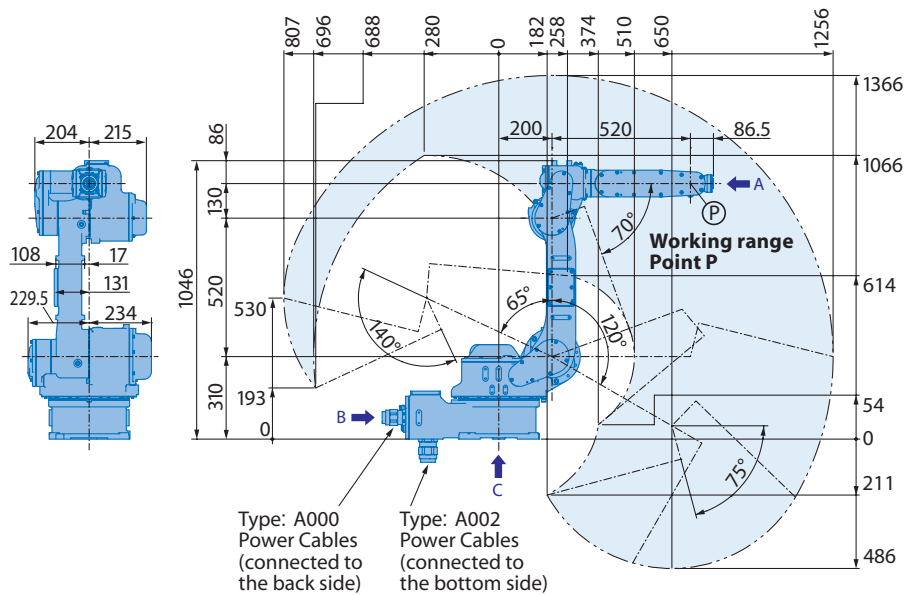 807
696
688
280
0
182
258
374
510
650
1256
1366
204
215
86
200
520
86.5
1066
A
130
P
70°
Working range
Point P
108
17
131
1046
520
614
229.5
234
530
65°
120°
140°
310
193
0
54
0
B
C
75°
211
486
Type: A000
Power Cables
(connected to
the back side)
Type: A002
Power Cables
(connected to
the bottom side)